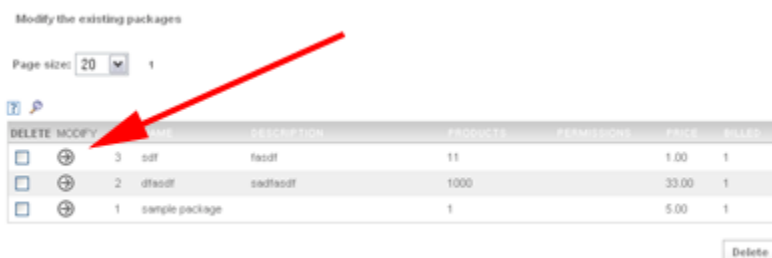 Modify the existing packages
Page size: 20 1
?
DELETE MODIFY NAME DESCRIPTION PRODUCTS PERMISSIONS PRICE BILLED
3 sdf fasdf 11 1.00 1
2 dfasdf sadfasdf 1000 33.00 1
1 sample package 1 5.00 1
Delete